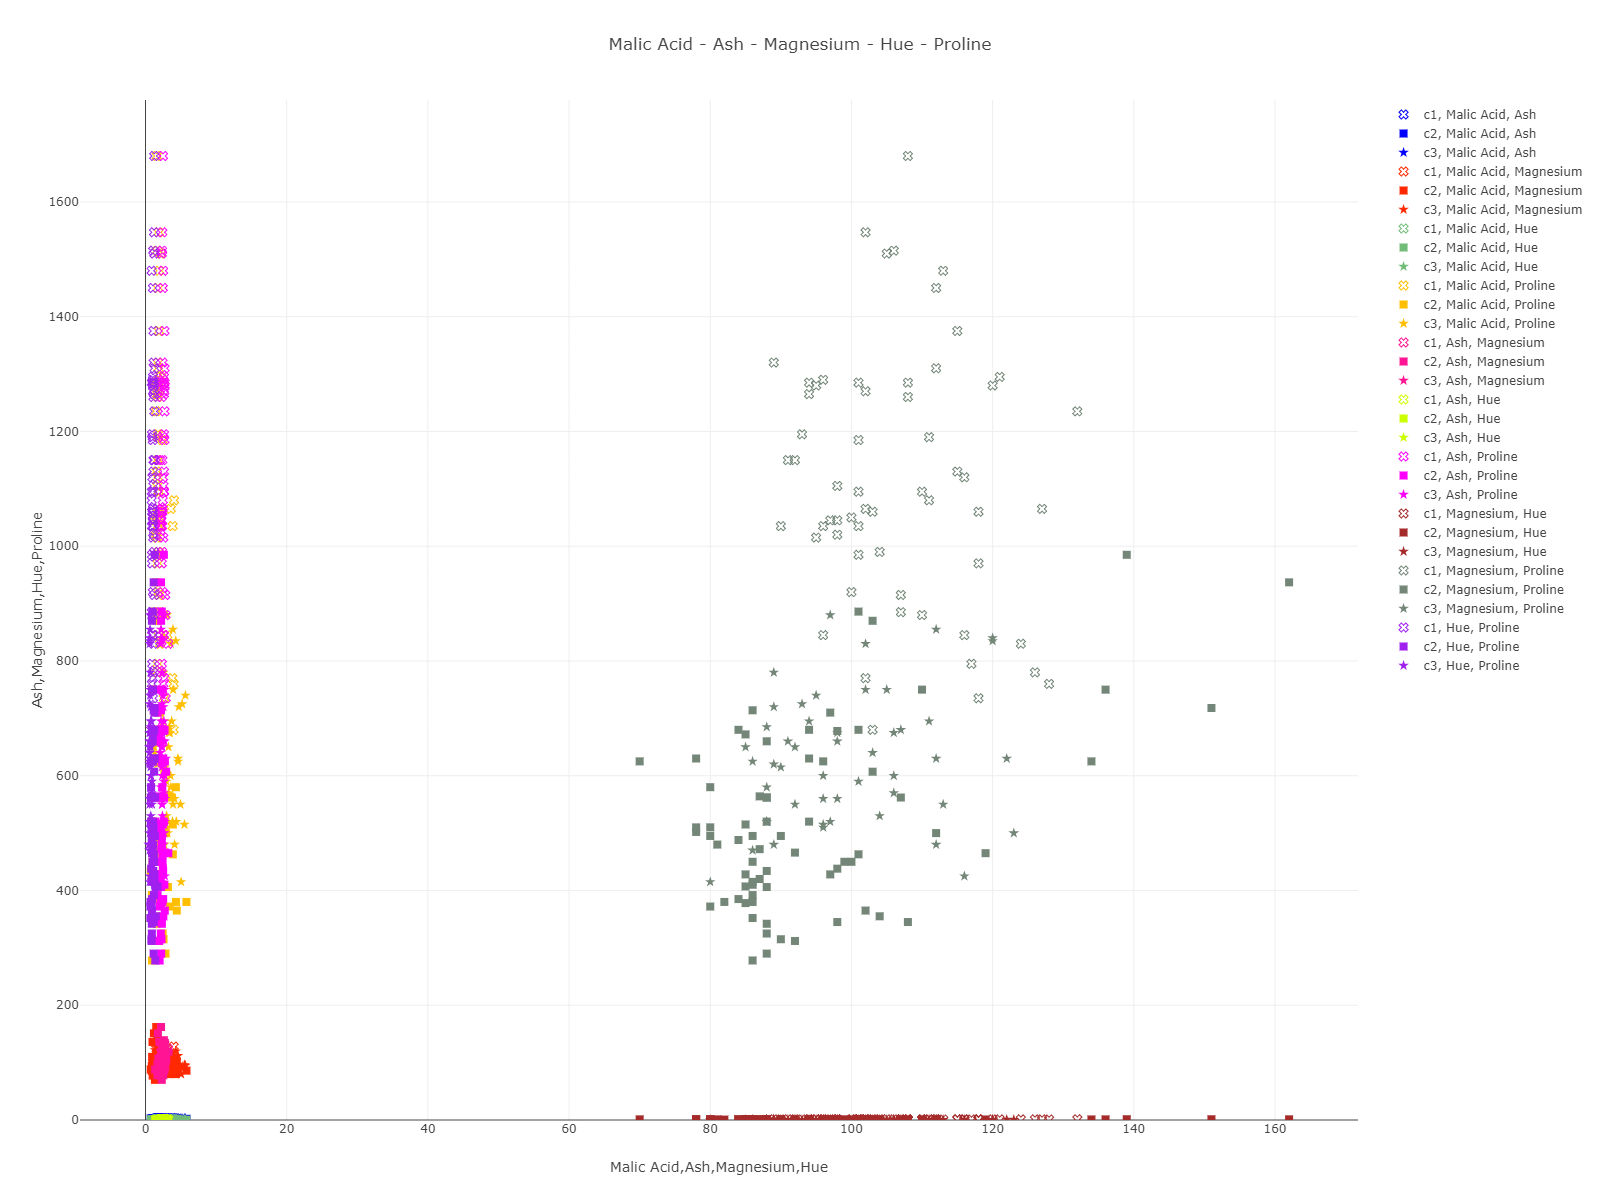 Malic Acid - Ash - Magnesium - Hue - Proline
Ash,Magnesium,Hue,Proline
1600
1400
1200
1000
800
600
400
200
0
0 20 40 60 80 100 120 140 160
Malic Acid,Ash,Magnesium,Hue
c1, Malic Acid, Ash
c2, Malic Acid, Ash
c3, Malic Acid, Ash
c1, Malic Acid, Magnesium
c2, Malic Acid, Magnesium
c3, Malic Acid, Magnesium
c1, Malic Acid, Hue
c2, Malic Acid, Hue
c3, Malic Acid, Hue
c1, Malic Acid, Proline
c2, Malic Acid, Proline
c3, Malic Acid, Proline
c1, Ash, Magnesium
c2, Ash, Magnesium
c3, Ash, Magnesium
c1, Ash, Hue
c2, Ash, Hue
c3, Ash, Hue
c1, Ash, Proline
c2, Ash, Proline
c3, Ash, Proline
c1, Magnesium, Hue
c2, Magnesium, Hue
c3, Magnesium, Hue
c1, Magnesium, Proline
c2, Magnesium, Proline
c3, Magnesium, Proline
c1, Hue, Proline
c2, Hue, Proline
c3, Hue, Proline